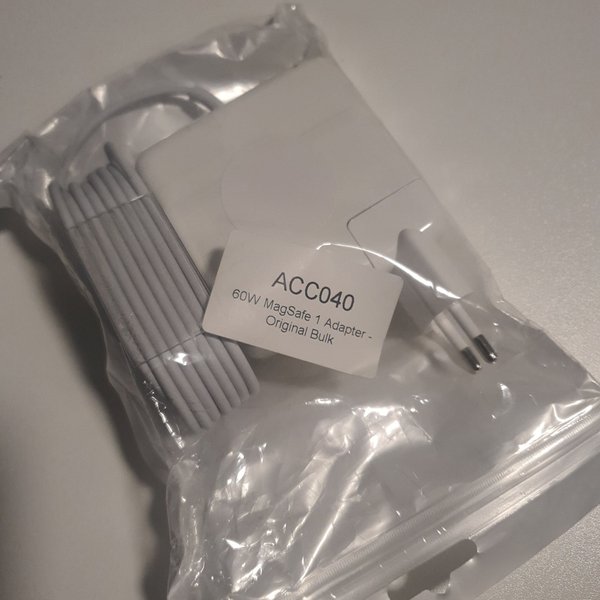 ACC040
60W MagSafe 1 Adapter -
Original Bulk